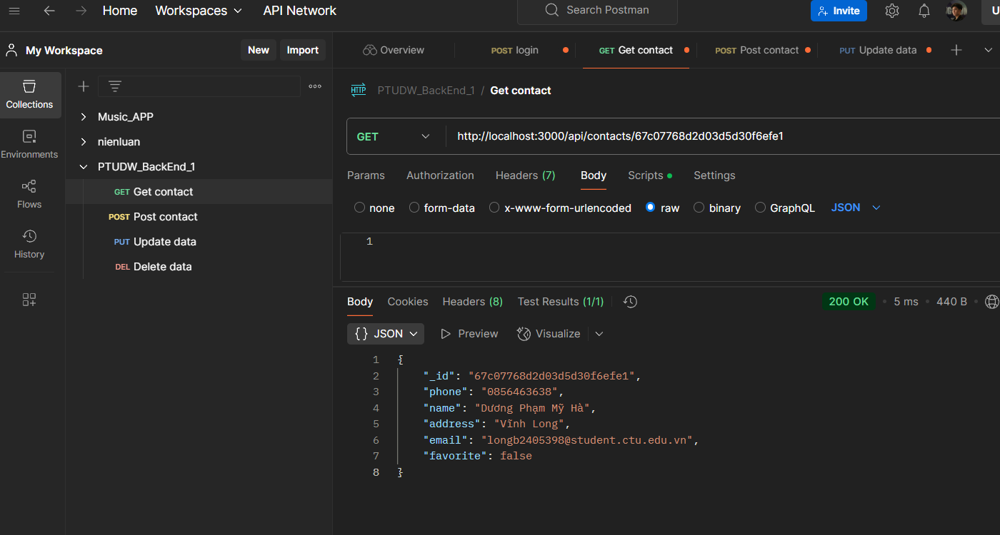 Home Workspaces API Network Search Postman Invite U
My Workspace New Import Overview POST login GET Get contact POST Post contact PUT Update data
Collections
Environments
Flows
History
Music_APP
nienluan
PTUDW_BackEnd_1
GET Get contact
POST Post contact
PUT Update data
DEL Delete data
HTTP PTUDW_BackEnd_1 / Get contact
GET http://localhost:3000/api/contacts/67c07768d2d03d5d30f6efe1
Params Authorization Headers (7) Body Scripts Settings
none form-data x-www-form-urlencoded raw binary GraphQL JSON
1
Body Cookies Headers (8) Test Results (1/1) 200 OK • 5 ms • 440 B •
{} JSON Preview Visualize
1 {
2 "_id": "67c07768d2d03d5d30f6efe1",
3 "phone": "0856463638",
4 "name": "Dương Phạm Mỹ Hà",
5 "address": "Vĩnh Long",
6 "email": "longb2405398@student.ctu.edu.vn",
7 "favorite": false
8 }